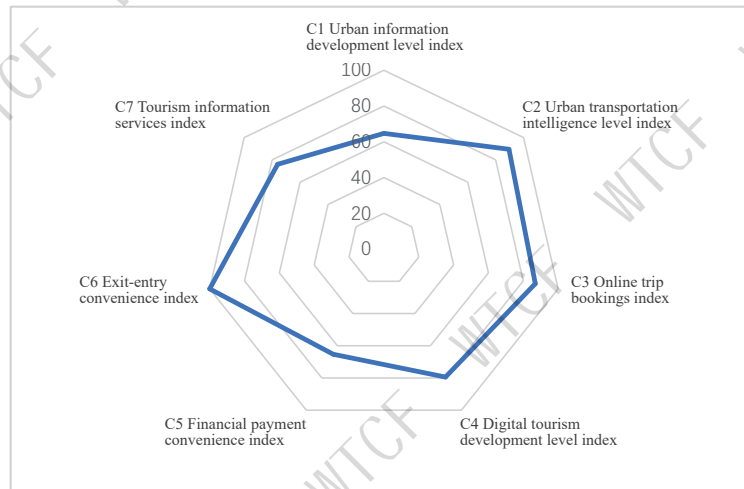 C1 Urban information
development level index
100
80
60
40
20
0
C2 Urban transportation
intelligence level index
C3 Online trip
bookings index
C4 Digital tourism
development level index
C5 Financial payment
convenience index
C6 Exit-entry
convenience index
C7 Tourism information
services index
WTCF
WTCF
WTCF
WTCF